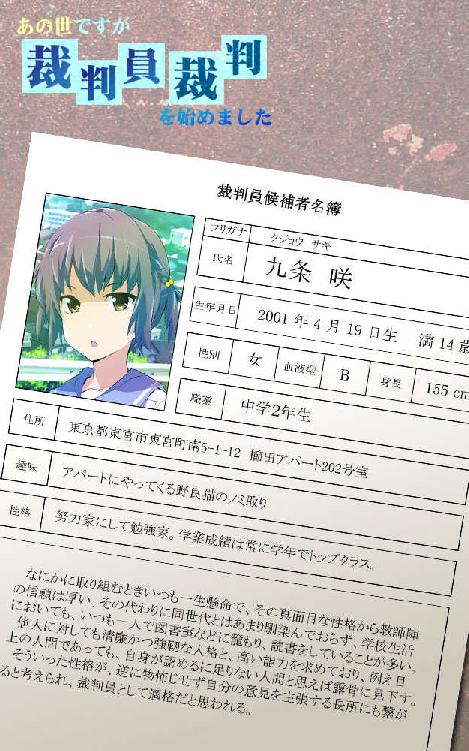 あの世ですが
裁判員裁判
を始めました
裁判員候補者名簿
フリガナ クジョウ サキ
氏名 九条 咲
生年月日 2001 年 4 月 19 日生 満 14 歳
性別 女 血液型 B 身長 155 cm
職業 中学2年生
住所 東京都東宮市東宮町南5-1-12 櫛田アパート202号室
趣味 アパートにやってくる野良猫のノミ取り
性格 努力家にして勉強家。学業成績は常に学年でトップクラス。
なにかに取り組むときいつも一生懸命で、その真面目な性格から教師陣
の信頼は厚い。その代わりに同世代とはあまり馴染んでおらず、学校生活
においても、いつも一人で図書室などに籠もり、読書をしていることが多い。
他人に対しても清廉かつ強靭な人格と、高い能力を求めており、例え目
上の人間であっても、自身が認めるに足りない人間と思えば露骨に見下す。
そういった性格が、逆に物怖じせず自分の意見を主張する長所にも繋が
ると考えられ、裁判員として適格だと思われる。